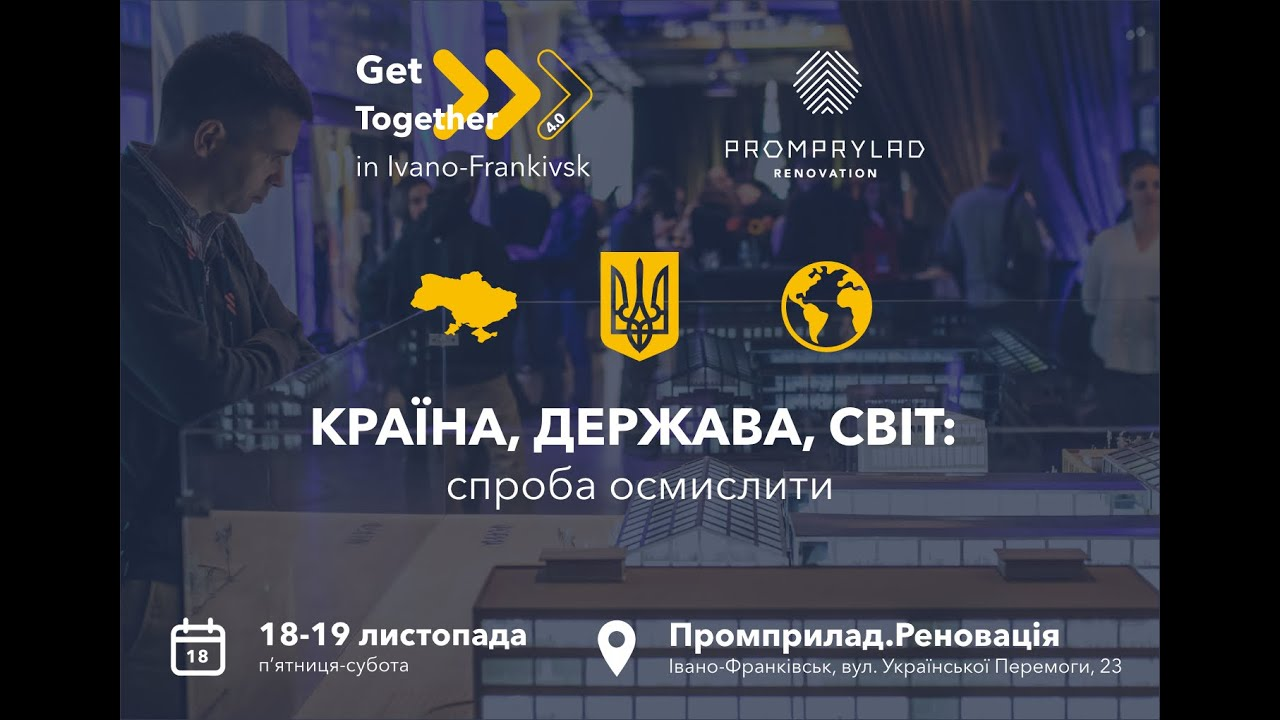 Get
Together
4.0
in Ivano-Frankivsk
PROMPRYLAD
RENOVATION
КРАЇНА, ДЕРЖАВА, СВІТ:
спроба осмислити
18
18-19 листопада
п’ятниця-субота
Промприлад.Реновація
Івано-Франківськ, вул. Української Перемоги, 23